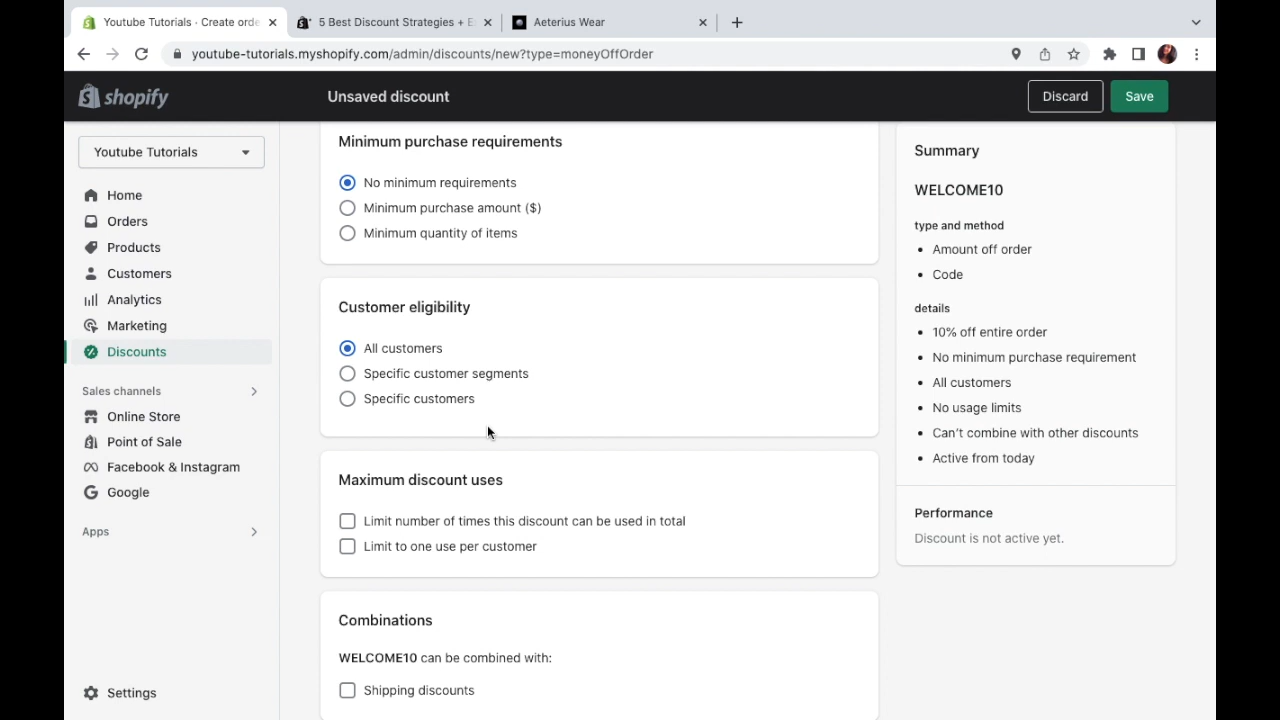 Youtube Tutorials · Create orde
5 Best Discount Strategies + E
Aeterius Wear
youtube-tutorials.myshopify.com/admin/discounts/new?type=moneyOffOrder
shopify
Unsaved discount
Discard
Save
Youtube Tutorials
Home
Orders
Products
Customers
Analytics
Marketing
Discounts
Sales channels
Online Store
Point of Sale
Facebook & Instagram
Google
Apps
Settings
Minimum purchase requirements
No minimum requirements
Minimum purchase amount ($)
Minimum quantity of items
Customer eligibility
All customers
Specific customer segments
Specific customers
Maximum discount uses
Limit number of times this discount can be used in total
Limit to one use per customer
Combinations
WELCOME10 can be combined with:
Shipping discounts
Summary
WELCOME10
type and method
• Amount off order
• Code
details
• 10% off entire order
• No minimum purchase requirement
• All customers
• No usage limits
• Can't combine with other discounts
• Active from today
Performance
Discount is not active yet.